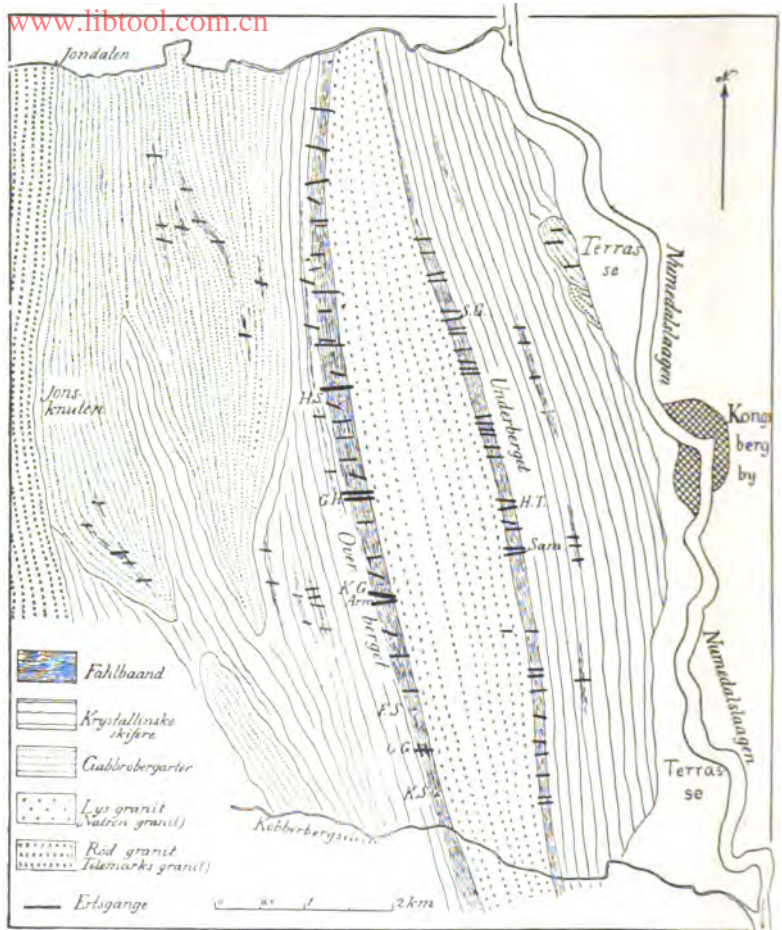 www.libtool.com.cn
Jondalen
N
Terras
se
Numedalslaagen
S.G.
H.S.
Jons-
knuten
Underberget
Kongs
berg
by
G.H.
H.T.
Sam
Over
berget
K.G.
Arm
Numedalslaagen
Fahlbaand
Krystallinske
skifere
F.S.
Gabbrobergarter
G.G.
Terras
se
Lys granit
(Natron granit)
K.S.
Rød granit
Telemarks granit)
Ertsgange
0
1
2 km